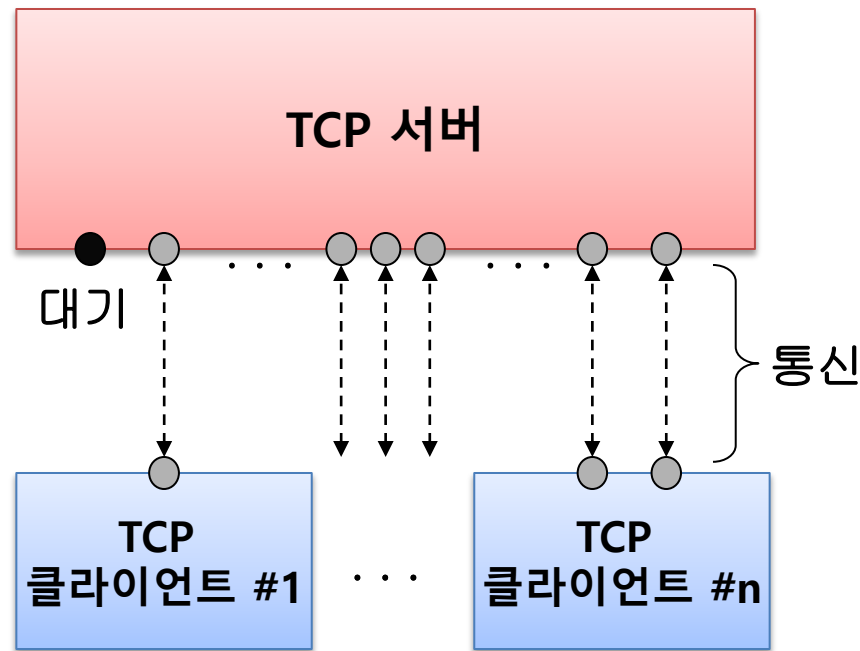 TCP 서버
. . .
. . .
대기
통신
TCP
클라이언트 #1
. . .
TCP
클라이언트 #n